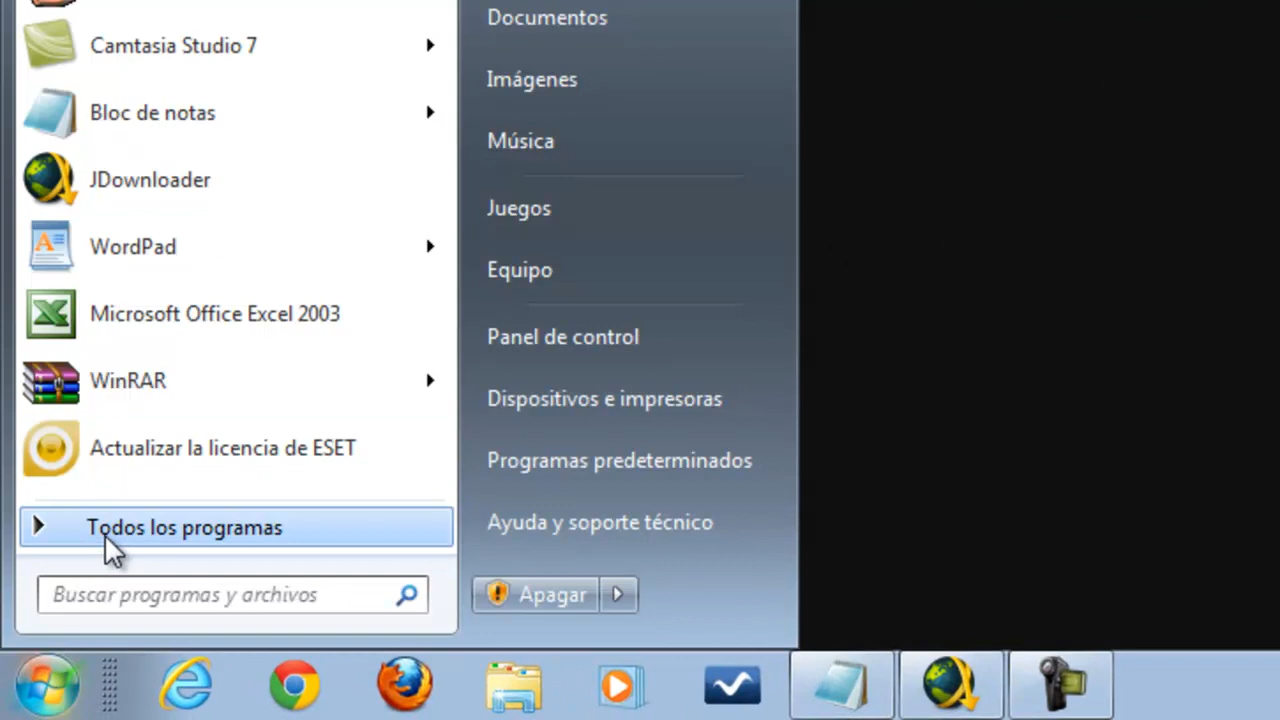 Camtasia Studio 7
Bloc de notas
JDownloader
WordPad
Microsoft Office Excel 2003
WinRAR
Actualizar la licencia de ESET
Todos los programas
Buscar programas y archivos
Documentos
Imágenes
Música
Juegos
Equipo
Panel de control
Dispositivos e impresoras
Programas predeterminados
Ayuda y soporte técnico
Apagar